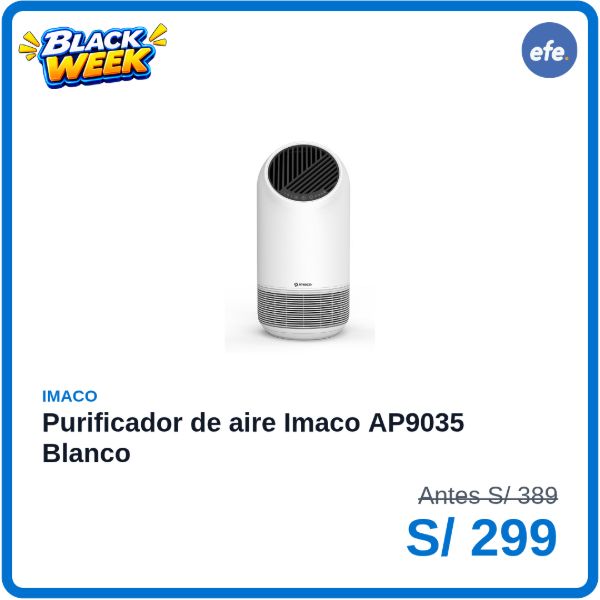 BLACK
WEEK
efe.
IMACO
IMACO
Purificador de aire Imaco AP9035
Blanco
Antes S/ 389
S/ 299